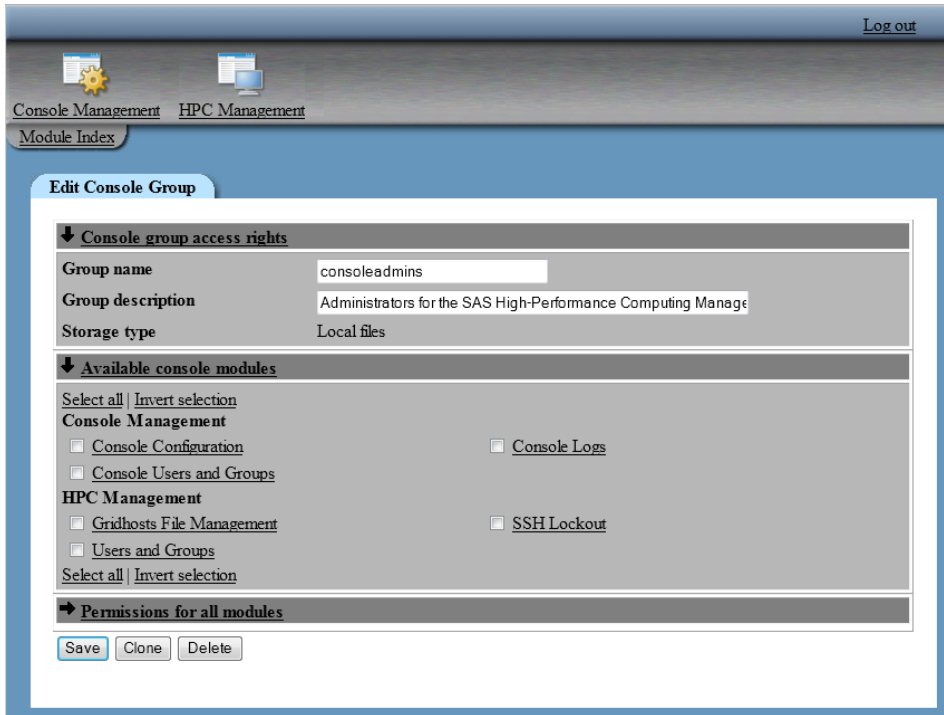 Log out
Console Management HPC Management
Module Index
Edit Console Group
Console group access rights
Group name consoleadmins
Group description Administrators for the SAS High-Performance Computing Manage
Storage type Local files
Available console modules
Select all | Invert selection
Console Management
Console Configuration Console Logs
Console Users and Groups
HPC Management
Gridhosts File Management SSH Lockout
Users and Groups
Select all | Invert selection
Permissions for all modules
Save Clone Delete